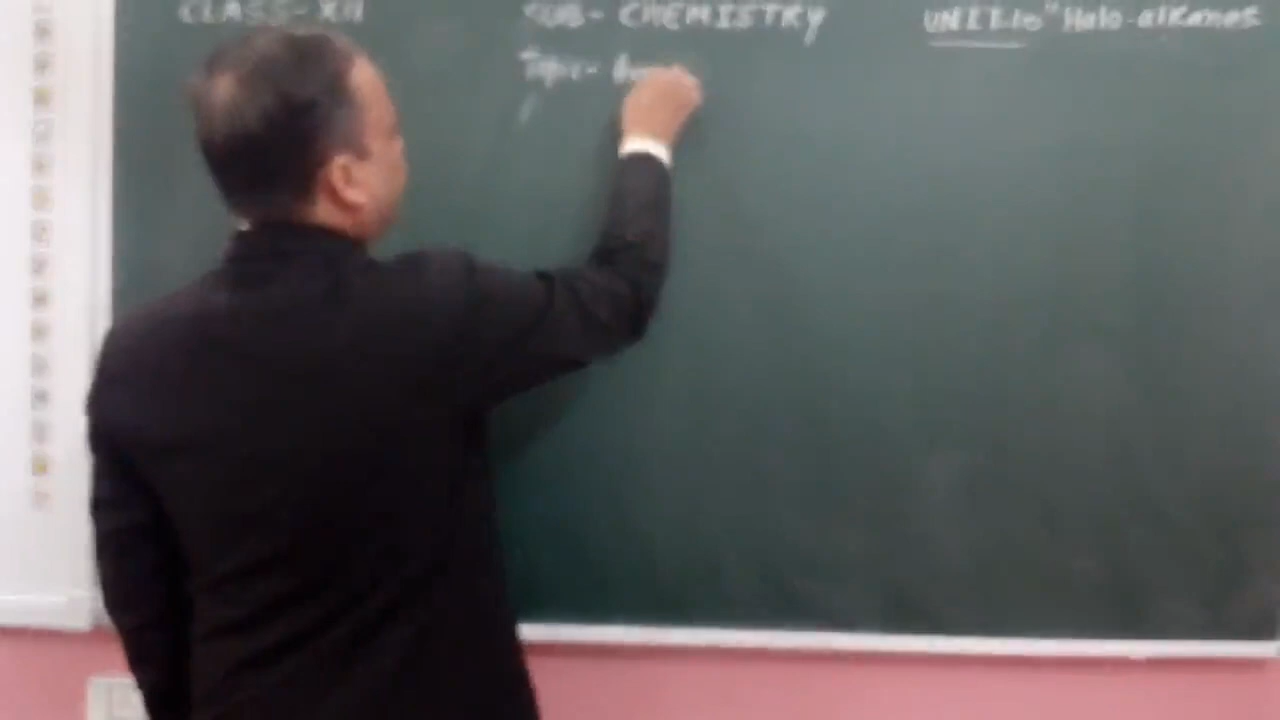 CLASS-XII SUB- CHEMISTRY UNIT-10" Halo-alkanes
Topic-